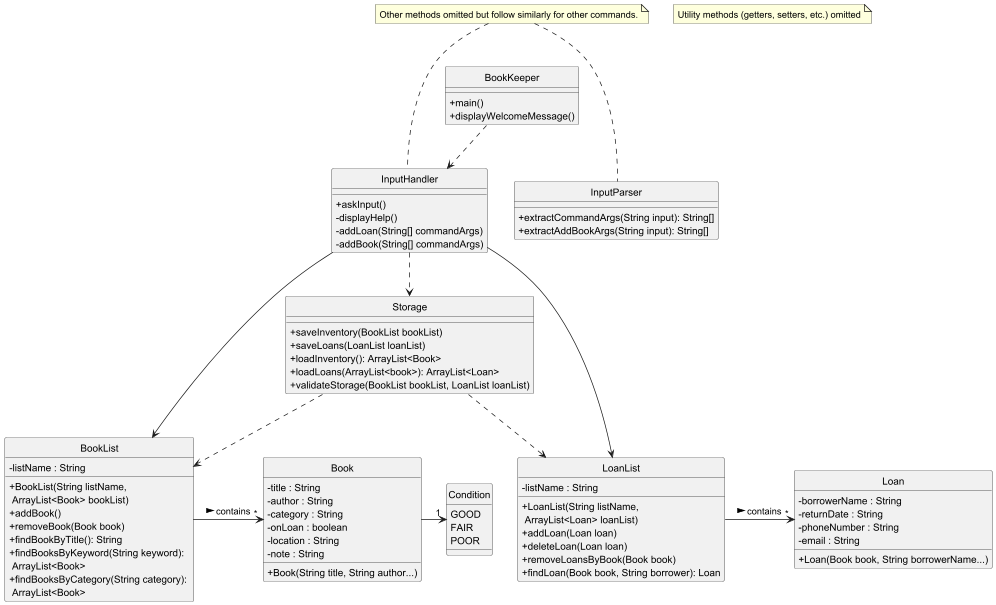 Other methods omitted but follow similarly for other commands.
Utility methods (getters, setters, etc.) omitted
BookKeeper
+main()
+displayWelcomeMessage()
InputHandler
+askInput()
-displayHelp()
-addLoan(String[] commandArgs)
-addBook(String[] commandArgs)
InputParser
+extractCommandArgs(String input): String[]
+extractAddBookArgs(String input): String[]
Storage
+saveInventory(BookList bookList)
+saveLoans(LoanList loanList)
+loadInventory(): ArrayList<Book>
+loadLoans(ArrayList<book>): ArrayList<Loan>
+validateStorage(BookList bookList, LoanList loanList)
BookList
-listName : String
+BookList(String listName,
ArrayList<Book> bookList)
+addBook()
+removeBook(Book book)
+findBookByTitle(): String
+findBooksByKeyword(String keyword):
ArrayList<Book>
+findBooksByCategory(String category):
ArrayList<Book>
contains *
Book
-title : String
-author : String
-category : String
-onLoan : boolean
-location : String
-note : String
+Book(String title, String author...)
1
Condition
GOOD
FAIR
POOR
LoanList
-listName : String
+LoanList(String listName,
ArrayList<Loan> loanList)
+addLoan(Loan loan)
+deleteLoan(Loan loan)
+removeLoansByBook(Book book)
+findLoan(Book book, String borrower): Loan
contains *
Loan
-borrowerName : String
-returnDate : String
-phoneNumber : String
-email : String
+Loan(Book book, String borrowerName...)